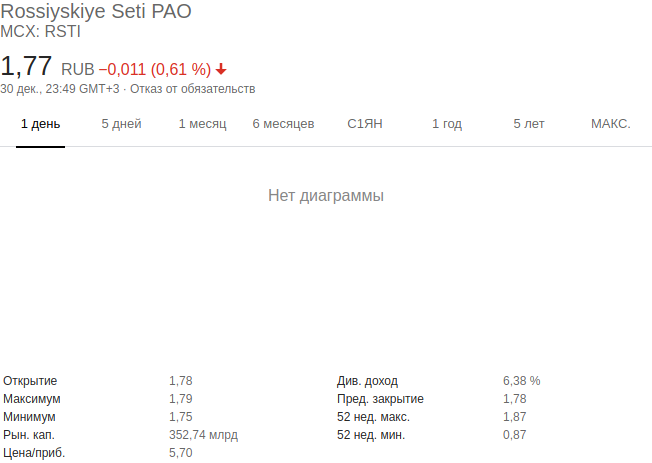 Rossiyskiye Seti PAO
MCX: RSTI
1,77 RUB −0,011 (0,61 %) ↓
30 дек., 23:49 GMT+3 · Отказ от обязательств
1 день 5 дней 1 месяц 6 месяцев С1ЯН 1 год 5 лет МАКС.
Нет диаграммы
Открытие 1,78 Див. доход 6,38 %
Максимум 1,79 Пред. закрытие 1,78
Минимум 1,75 52 нед. макс. 1,87
Рын. кап. 352,74 млрд 52 нед. мин. 0,87
Цена/приб. 5,70